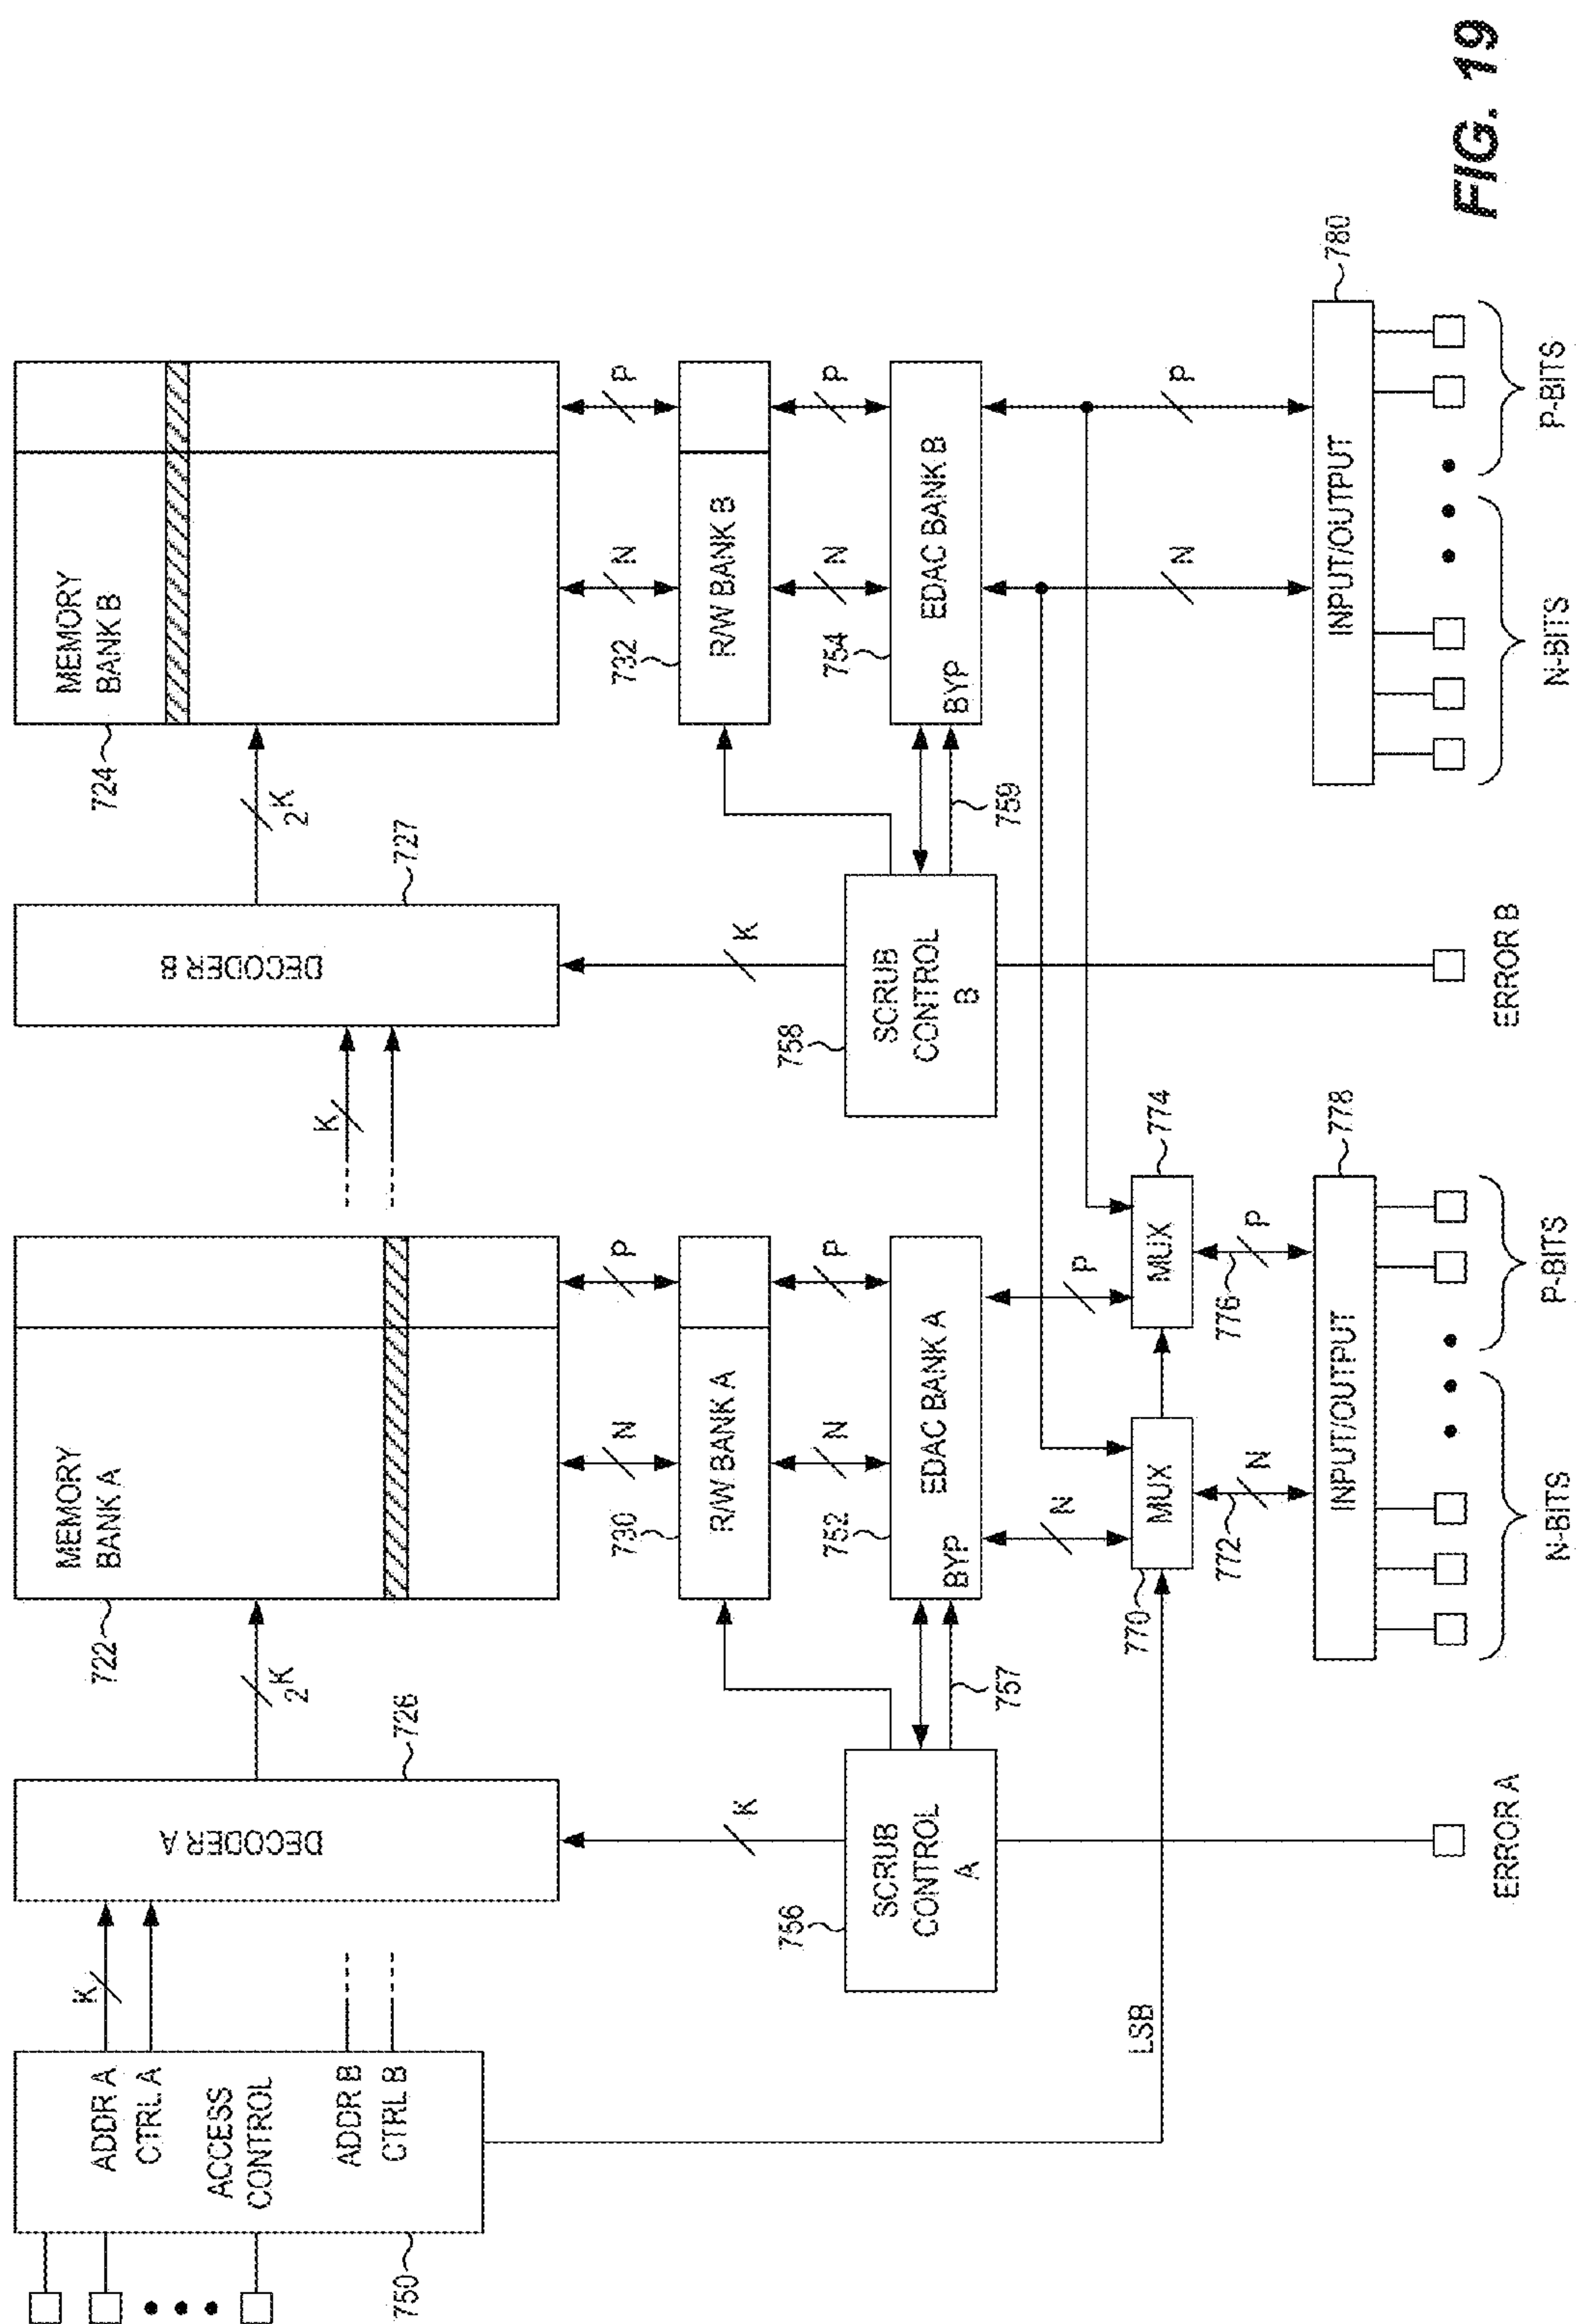 MEMORY
BANK A
722
MEMORY
BANK B
724
ADDR A
CTRL A
ACCESS
CONTROL
ADDR B
CTRL B
750
K
DECODER A
726
2K
K
DECODER B
727
2K
N
P
N
P
730
R/W BANK A
732
R/W BANK B
K
N
P
K
N
P
756
SCRUB
CONTROL
A
757
752
EDAC BANK A
BYP
758
SCRUB
CONTROL
B
759
754
EDAC BANK B
BYP
N
P
LSB
770
MUX
MUX
774
772
N
776
P
N
P
INPUT/OUTPUT
778
INPUT/OUTPUT
780
ERROR A
N-BITS
P-BITS
ERROR B
N-BITS
P-BITS
FIG. 19